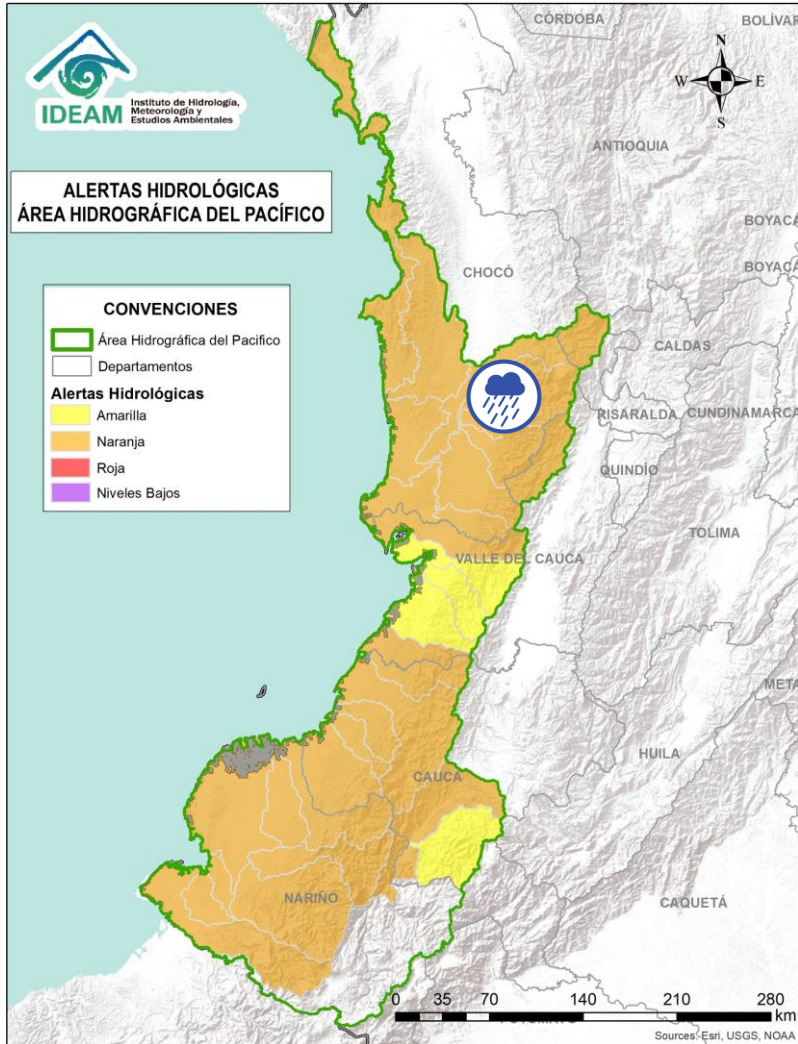 CÓRDOBA
BOLÍVAR
IDEAM
Instituto de Hidrología,
Meteorología y
Estudios Ambientales
N
W
E
S
ANTIOQUIA
ALERTAS HIDROLÓGICAS
ÁREA HIDROGRÁFICA DEL PACÍFICO
BOYACÁ
CHOCÓ
BOYACÁ
CONVENCIONES
Área Hidrográfica del Pacifico
Departamentos
Alertas Hidrológicas
Amarilla
Naranja
Roja
Niveles Bajos
CALDAS
RISARALDA
CUNDINAMARCA
QUINDÍO
TOLIMA
VALLE DEL CAUCA
META
HUILA
CAUCA
NARIÑO
CAQUETÁ
0 35 70 140 210 280
km
Sources: Esri, USGS, NOAA